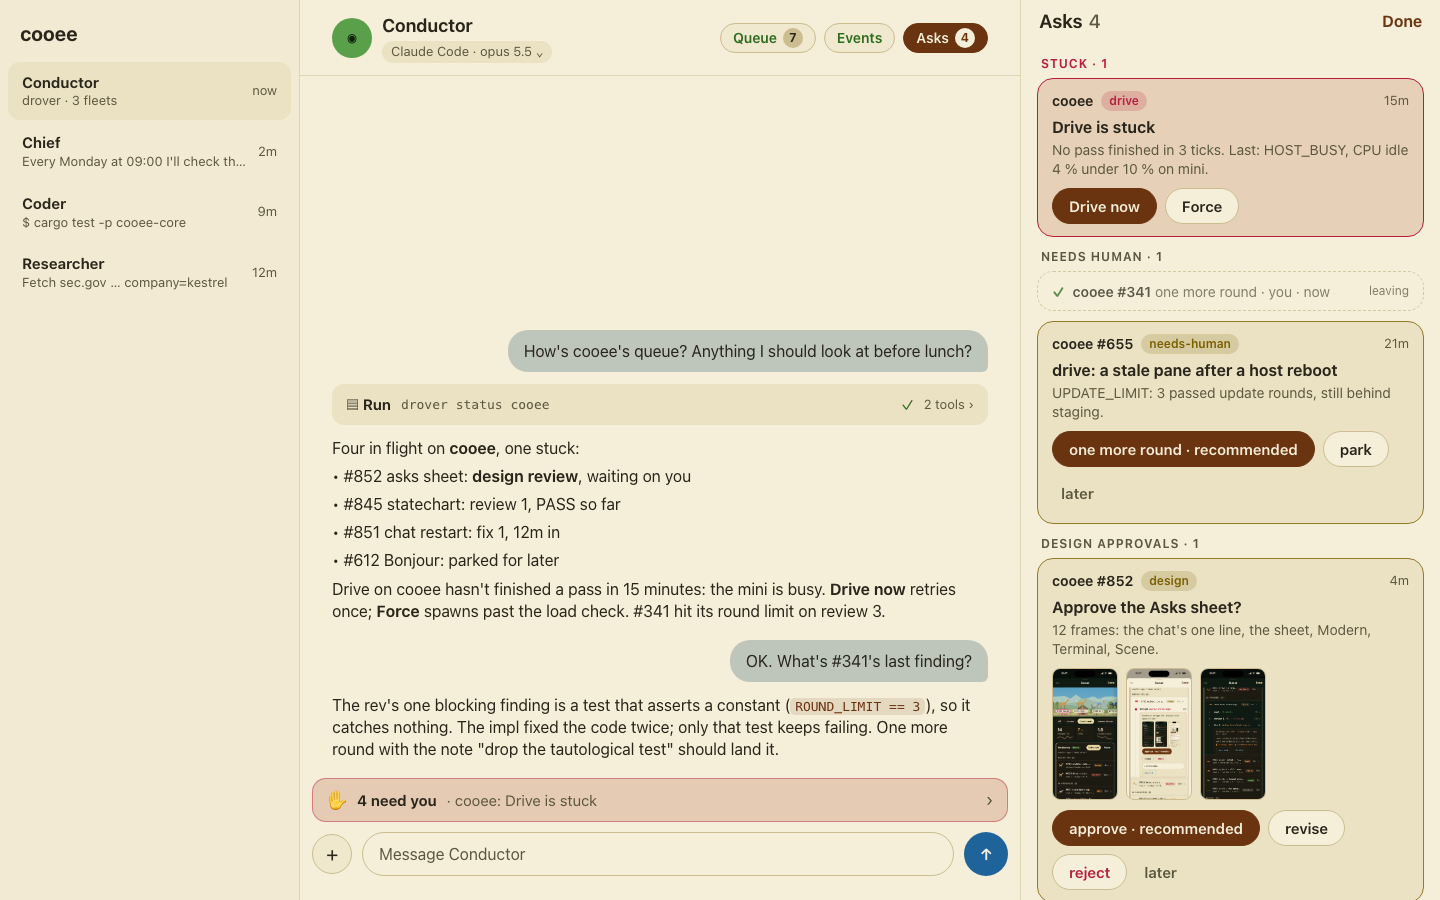 cooee
Conductor
now
drover · 3 fleets
Chief
2m
Every Monday at 09:00 I'll check th…
Coder
9m
$ cargo test -p cooee-core
Researcher
12m
Fetch sec.gov … company=kestrel
Conductor
Claude Code · opus 5.5 ⌄
Queue 7
Events
Asks 4
How's cooee's queue? Anything I should look at before lunch?
Run drover status cooee
✓ 2 tools ›
Four in flight on cooee, one stuck:
• #852 asks sheet: design review, waiting on you
• #845 statechart: review 1, PASS so far
• #851 chat restart: fix 1, 12m in
• #612 Bonjour: parked for later
Drive on cooee hasn't finished a pass in 15 minutes: the mini is busy. Drive now retries
once; Force spawns past the load check. #341 hit its round limit on review 3.
OK. What's #341's last finding?
The rev's one blocking finding is a test that asserts a constant (ROUND_LIMIT == 3), so it
catches nothing. The impl fixed the code twice; only that test keeps failing. One more
round with the note "drop the tautological test" should land it.
✋ 4 need you · cooee: Drive is stuck ›
+
Message Conductor
↑
Asks 4
Done
STUCK · 1
cooee drive 15m
Drive is stuck
No pass finished in 3 ticks. Last: HOST_BUSY, CPU idle
4 % under 10 % on mini.
Drive now
Force
NEEDS HUMAN · 1
✓ cooee #341 one more round · you · now leaving
cooee #655 needs-human 21m
drive: a stale pane after a host reboot
UPDATE_LIMIT: 3 passed update rounds, still behind
staging.
one more round · recommended
park
later
DESIGN APPROVALS · 1
cooee #852 design 4m
Approve the Asks sheet?
12 frames: the chat's one line, the sheet, Modern,
Terminal, Scene.
approve · recommended
revise
reject
later